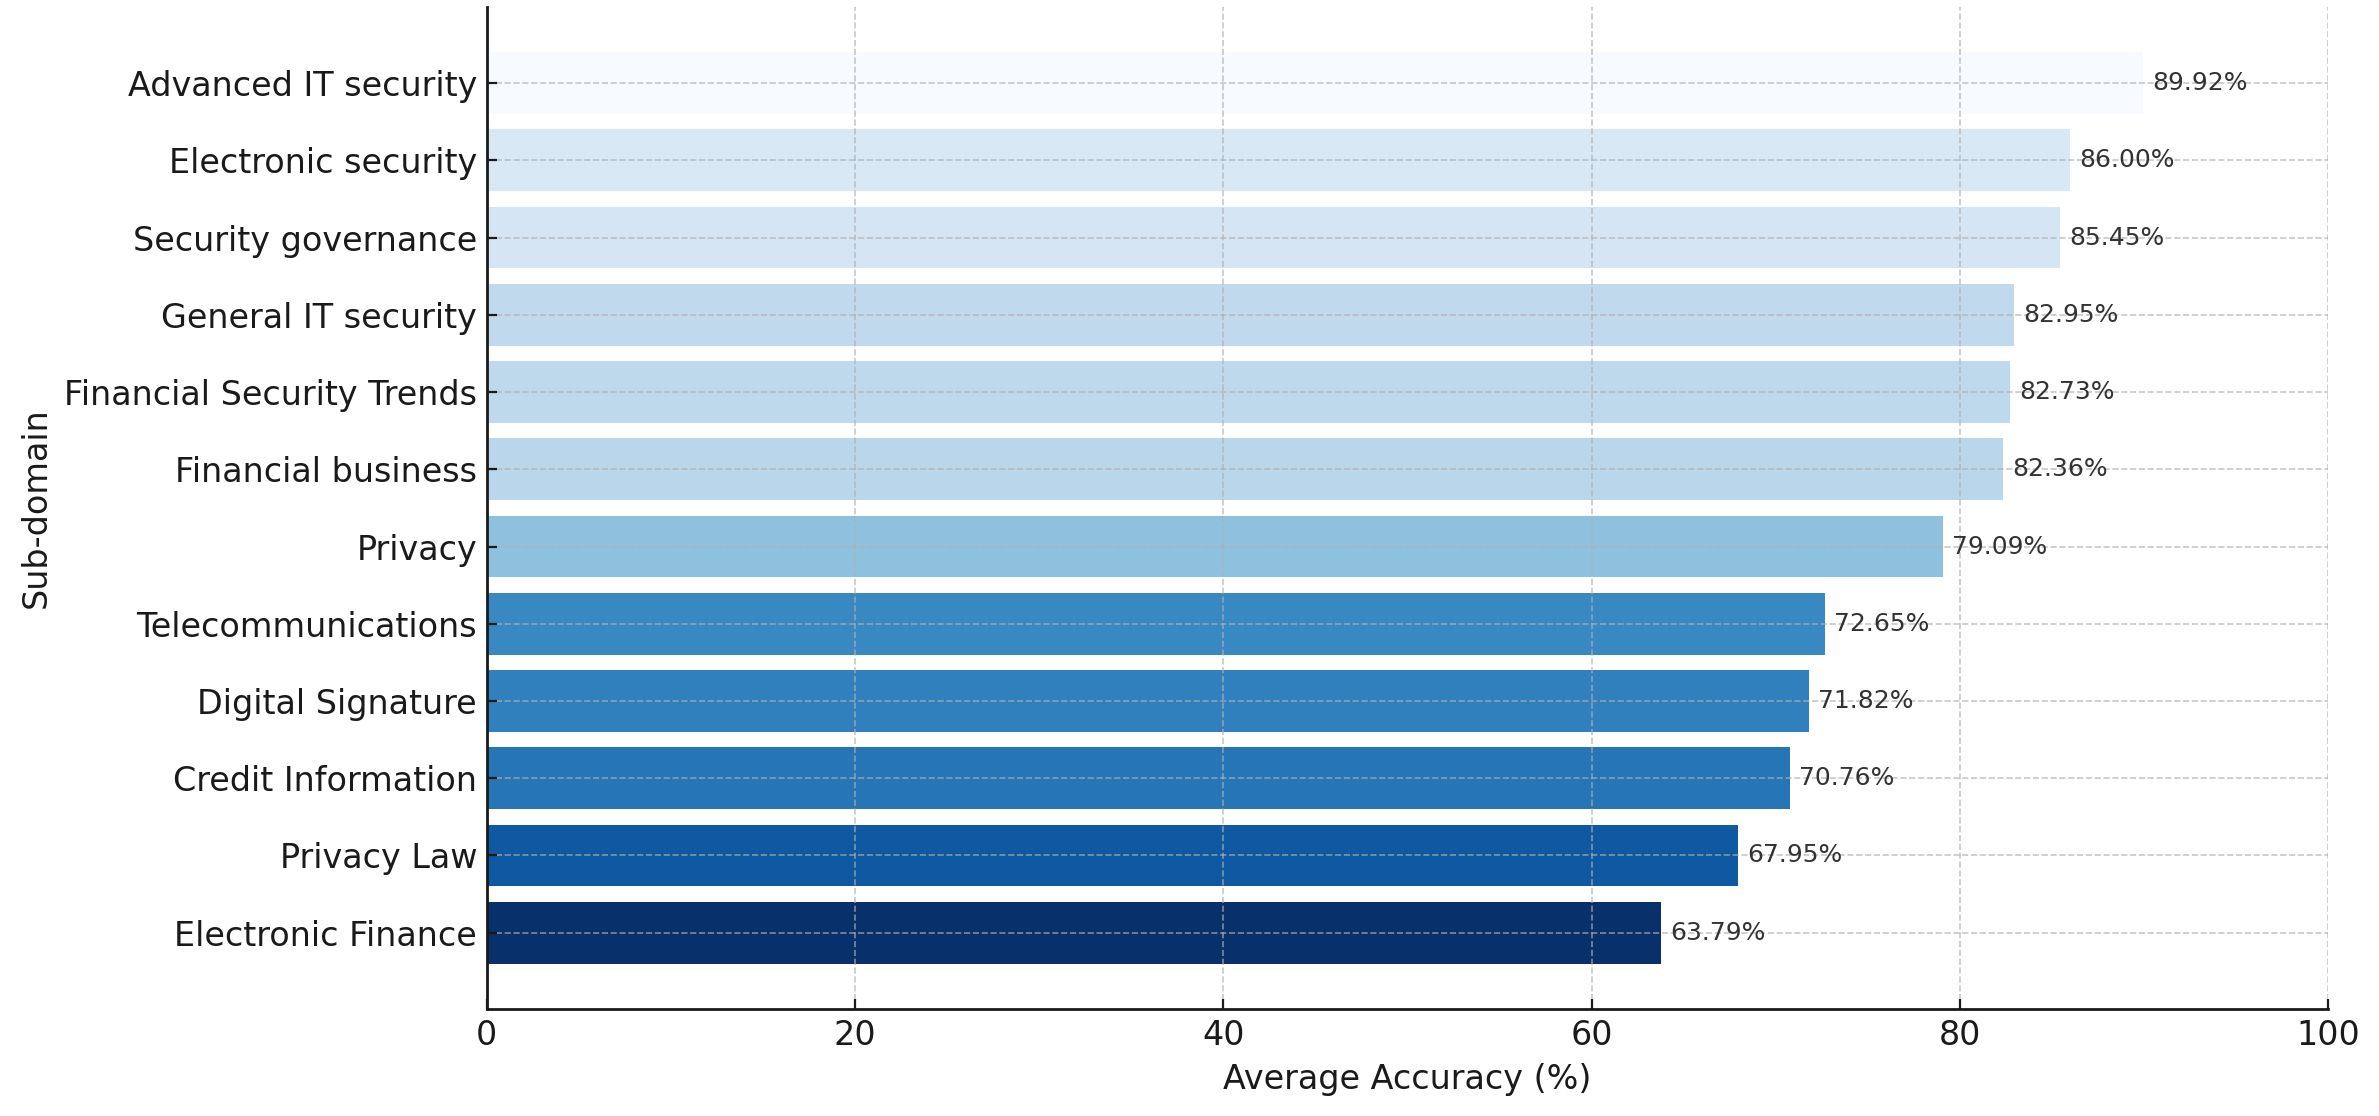 Advanced IT security 89.92%
Electronic security 86.00%
Security governance 85.45%
General IT security 82.95%
Financial Security Trends 82.73%
Financial business 82.36%
Privacy 79.09%
Telecommunications 72.65%
Digital Signature 71.82%
Credit Information 70.76%
Privacy Law 67.95%
Electronic Finance 63.79%
Sub-domain
0 20 40 60 80 100
Average Accuracy (%)